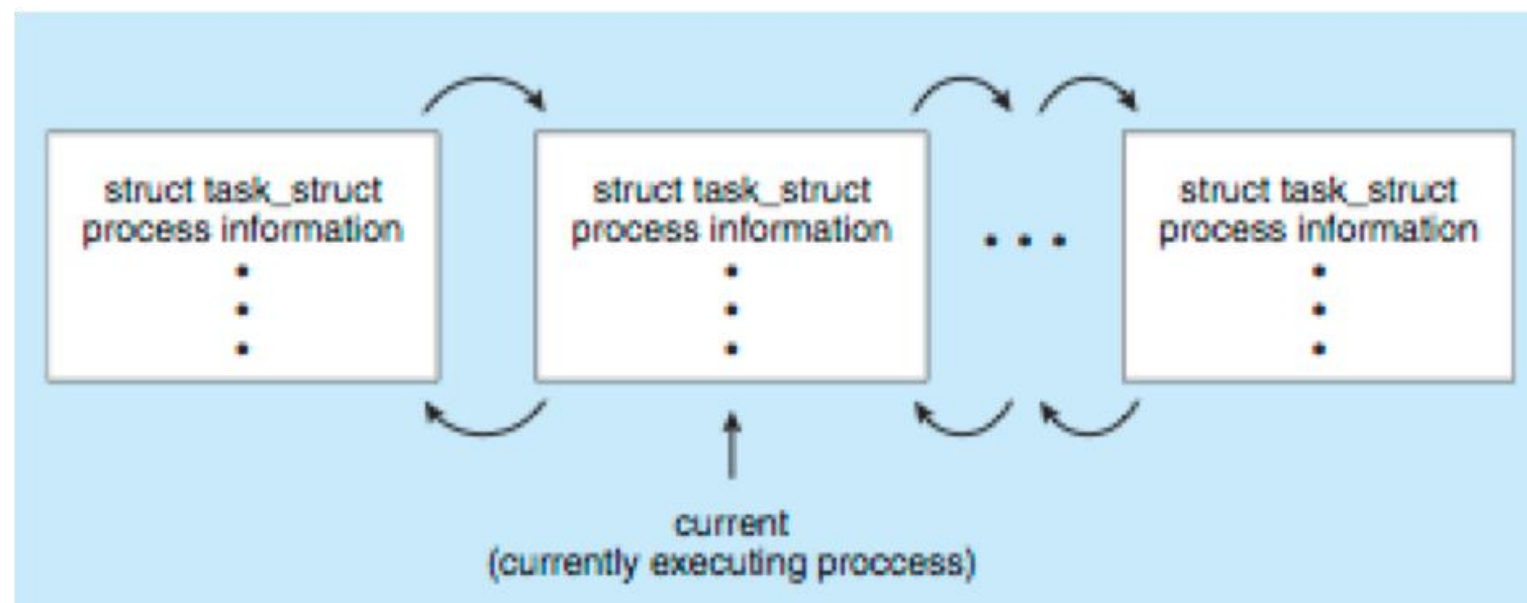 struct task_struct
process information
•
•
•
struct task_struct
process information
•
•
•
• • •
struct task_struct
process information
•
•
•
current
(currently executing proccess)